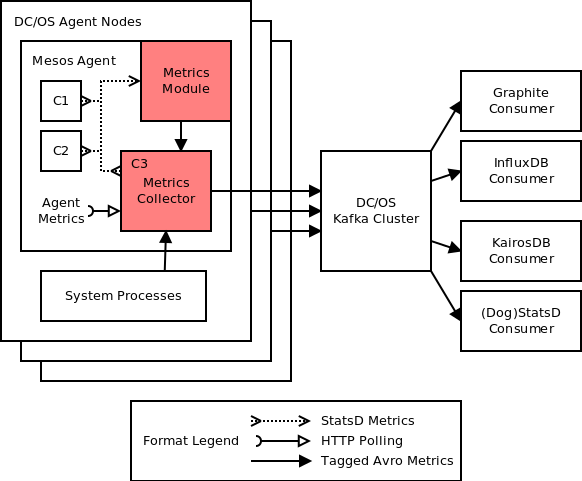 DC/OS Agent Nodes
Mesos Agent
Metrics
Module
C1
C2
C3
Metrics
Collector
Agent
Metrics
System Processes
DC/OS
Kafka Cluster
Graphite
Consumer
InfluxDB
Consumer
KairosDB
Consumer
(Dog)StatsD
Consumer
Format Legend
StatsD Metrics
HTTP Polling
Tagged Avro Metrics